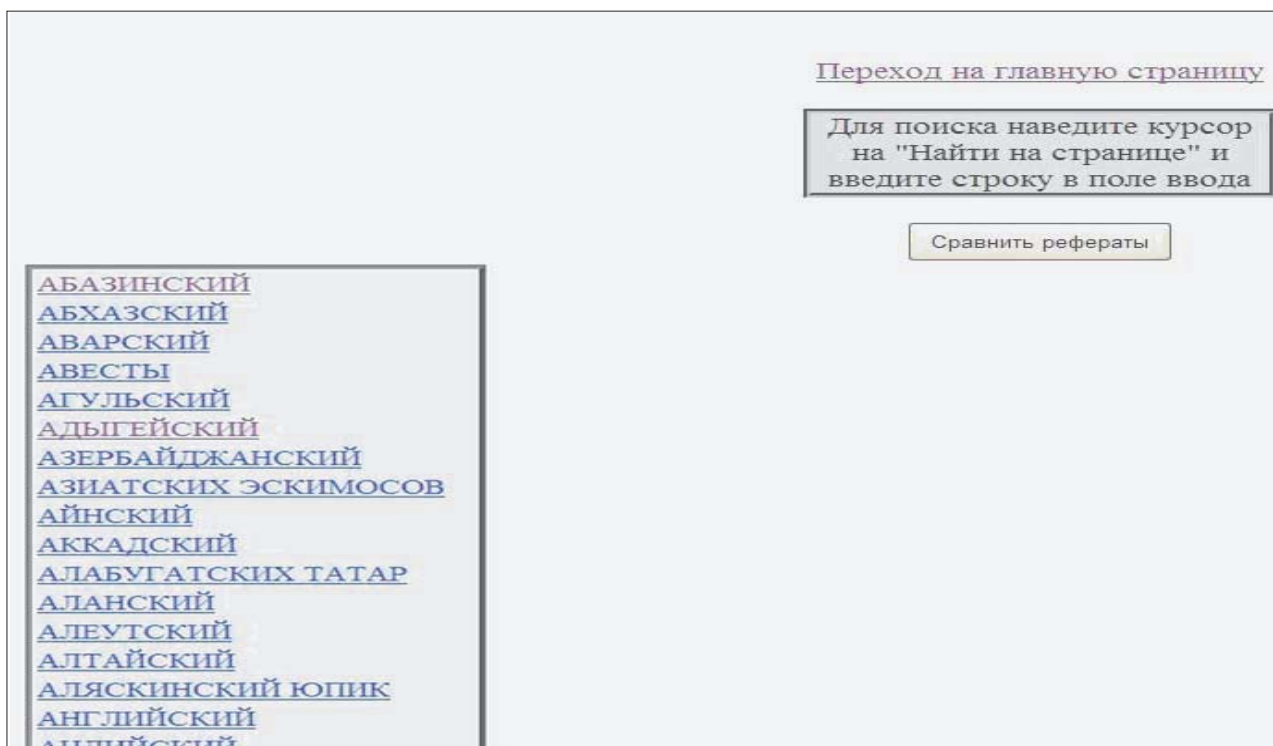 Переход на главную страницу
Для поиска наведите курсор
на "Найти на странице" и
введите строку в поле ввода
Сравнить рефераты
АБАЗИНСКИЙ
АБХАЗСКИЙ
АВАРСКИЙ
АВЕСТЫ
АГУЛЬСКИЙ
АДЫГЕЙСКИЙ
АЗЕРБАЙДЖАНСКИЙ
АЗИАТСКИХ ЭСКИМОСОВ
АЙНСКИЙ
АККАДСКИЙ
АЛАБУГАТСКИХ ТАТАР
АЛАНСКИЙ
АЛЕУТСКИЙ
АЛТАЙСКИЙ
АЛЯСКИНСКИЙ ЮПИК
АНГЛИЙСКИЙ